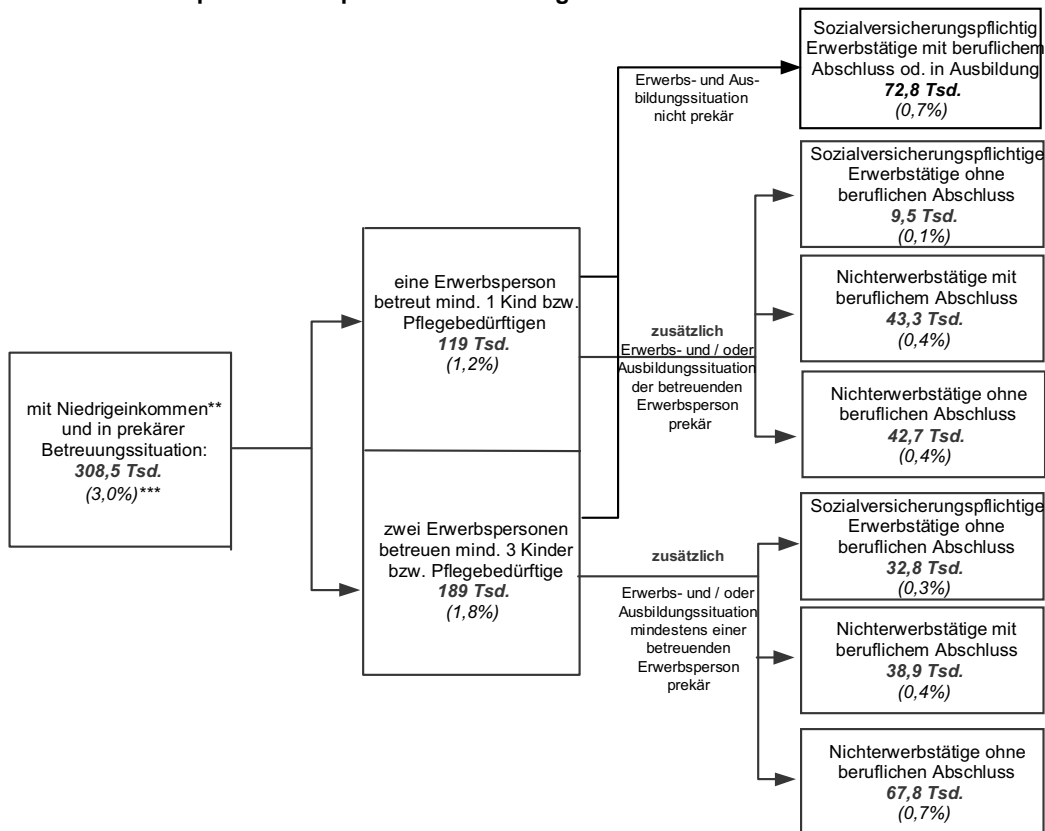 mit Niedrigeinkommen**
und in prekärer
Betreuungssituation:
308,5 Tsd.
(3,0%)***
eine Erwerbsperson
betreut mind. 1 Kind bzw.
Pflegebedürftigen
119 Tsd.
(1,2%)
zwei Erwerbspersonen
betreuen mind. 3 Kinder
bzw. Pflegebedürftige
189 Tsd.
(1,8%)
Erwerbs- und Aus-
bildungssituation
nicht prekär
zusätzlich
Erwerbs- und / oder
Ausbildungssituation
der betreuenden
Erwerbsperson
prekär
zusätzlich
Erwerbs- und / oder
Ausbildungssituation
mindestens einer
betreuenden
Erwerbsperson
prekär
Sozialversicherungspflichtig
Erwerbstätige mit beruflichem
Abschluss od. in Ausbildung
72,8 Tsd.
(0,7%)
Sozialversicherungspflichtige
Erwerbstätige ohne
beruflichen Abschluss
9,5 Tsd.
(0,1%)
Nichterwerbstätige mit
beruflichem Abschluss
43,3 Tsd.
(0,4%)
Nichterwerbstätige ohne
beruflichen Abschluss
42,7 Tsd.
(0,4%)
Sozialversicherungspflichtige
Erwerbstätige ohne
beruflichen Abschluss
32,8 Tsd.
(0,3%)
Nichterwerbstätige mit
beruflichem Abschluss
38,9 Tsd.
(0,4%)
Nichterwerbstätige ohne
beruflichen Abschluss
67,8 Tsd.
(0,7%)